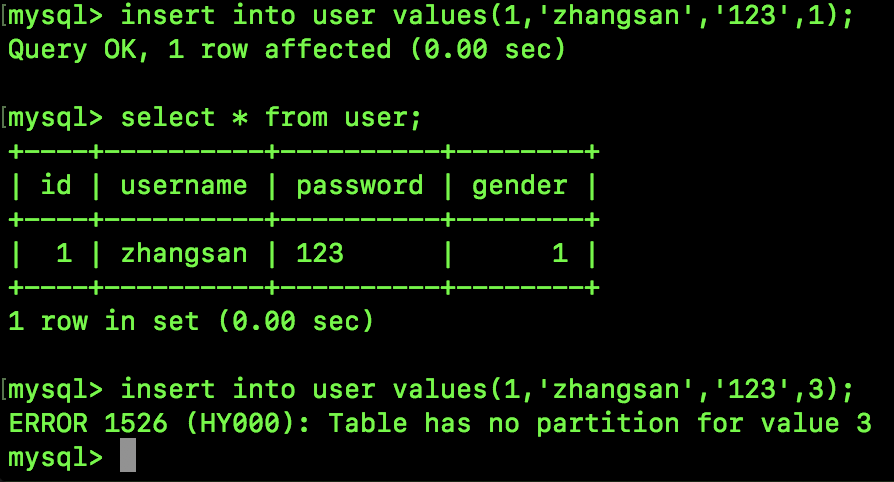 [mysql> insert into user values(1,'zhangsan','123',1);
Query OK, 1 row affected (0.00 sec)
[mysql> select * from user;
+----+----------+----------+--------+
| id | username | password | gender |
+----+----------+----------+--------+
|  1 | zhangsan | 123      |      1 |
+----+----------+----------+--------+
1 row in set (0.00 sec)
[mysql> insert into user values(1,'zhangsan','123',3);
ERROR 1526 (HY000): Table has no partition for value 3
mysql>